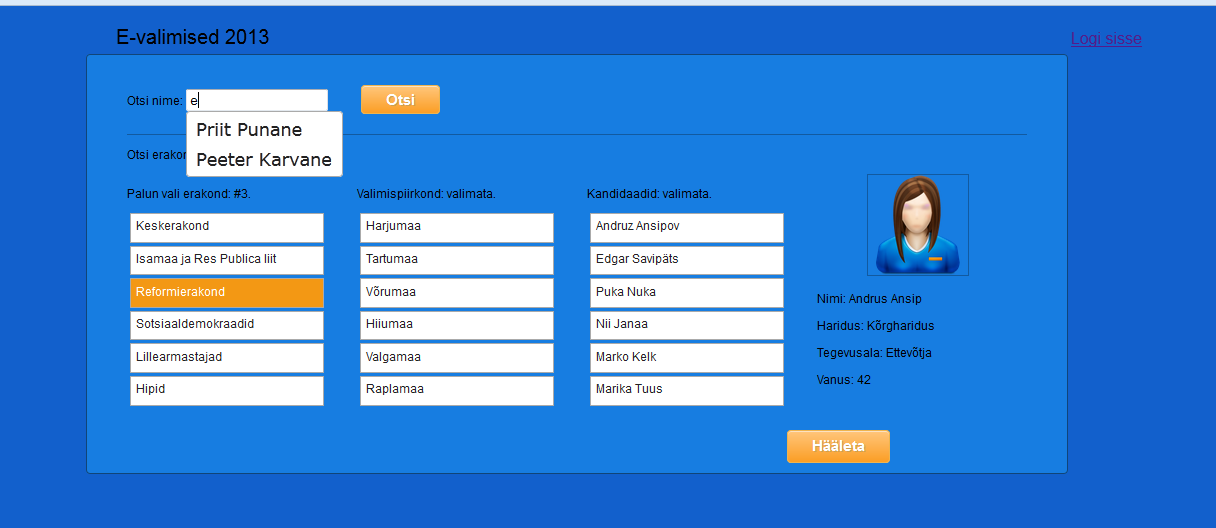 E-valimised 2013
Logi sisse
Otsi nime: e
Otsi
Priit Punane
Peeter Karvane
Otsi
Palun vali erakond: #3.
Valimispiirkond: valimata.
Kandidaadid: valimata.
Keskerakond
Isamaa ja Res Publica liit
Reformierakond
Sotsiaaldemokraadid
Lillearmastajad
Hipid
Harjumaa
Tartumaa
Võrumaa
Hiiumaa
Valgamaa
Raplamaa
Andruz Ansipov
Edgar Savipäts
Puka Nuka
Nii Janaa
Marko Kelk
Marika Tuus
Nimi: Andrus Ansip
Haridus: Kõrgharidus
Tegevusala: Ettevõtja
Vanus: 42
Hääleta